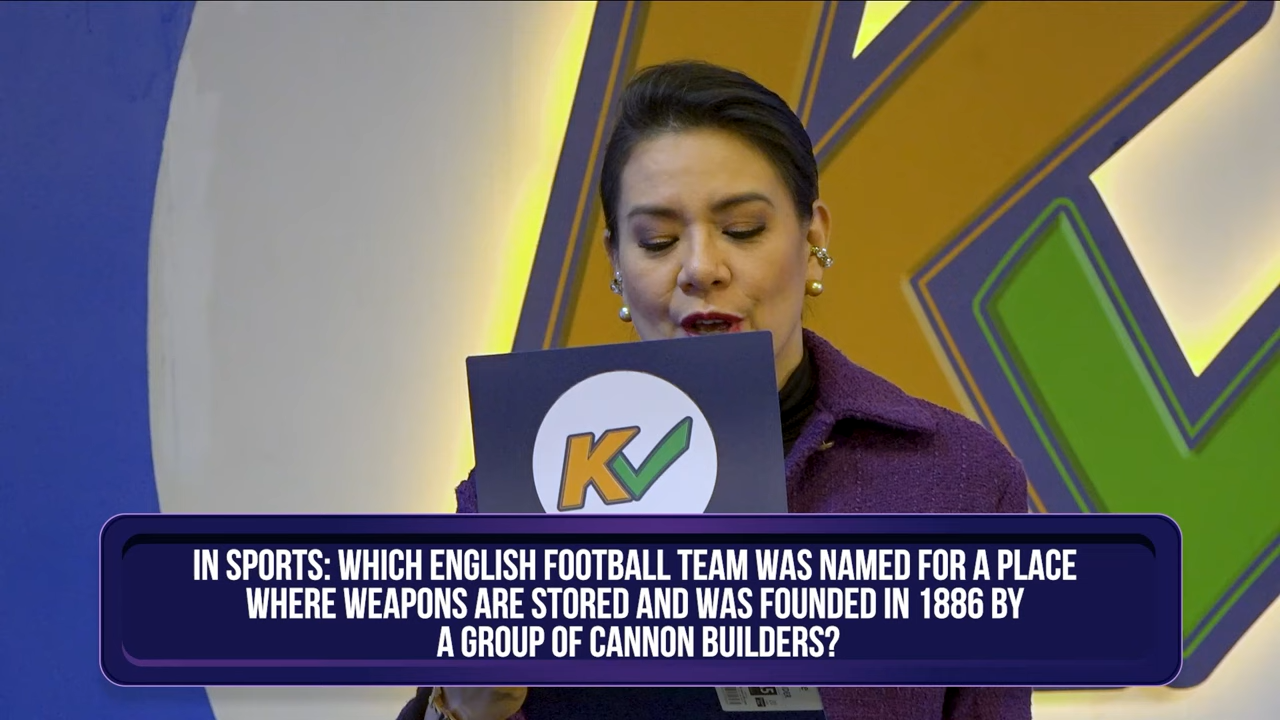 K
IN SPORTS: WHICH ENGLISH FOOTBALL TEAM WAS NAMED FOR A PLACE
WHERE WEAPONS ARE STORED AND WAS FOUNDED IN 1886 BY
A GROUP OF CANNON BUILDERS?